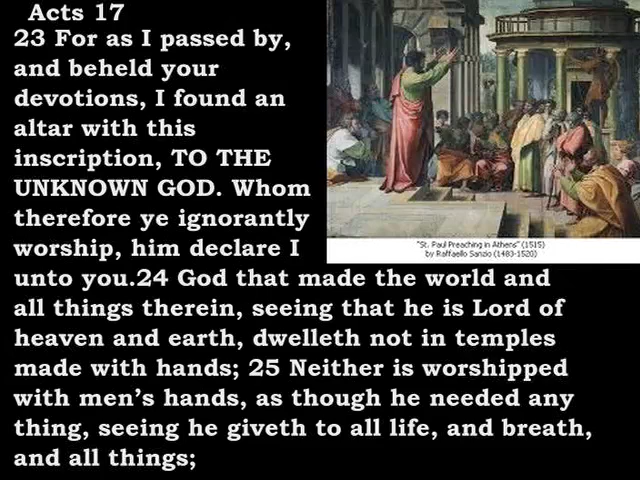 Acts 17
23 For as I passed by,
and beheld your
devotions, I found an
altar with this
inscription, TO THE
UNKNOWN GOD. Whom
therefore ye ignorantly
worship, him declare I
unto you.24 God that made the world and
all things therein, seeing that he is Lord of
heaven and earth, dwelleth not in temples
made with hands; 25 Neither is worshipped
with men’s hands, as though he needed any
thing, seeing he giveth to all life, and breath,
and all things;
"St. Paul Preaching in Athens" (1515)
by Raffaello Sanzio (1483-1520)